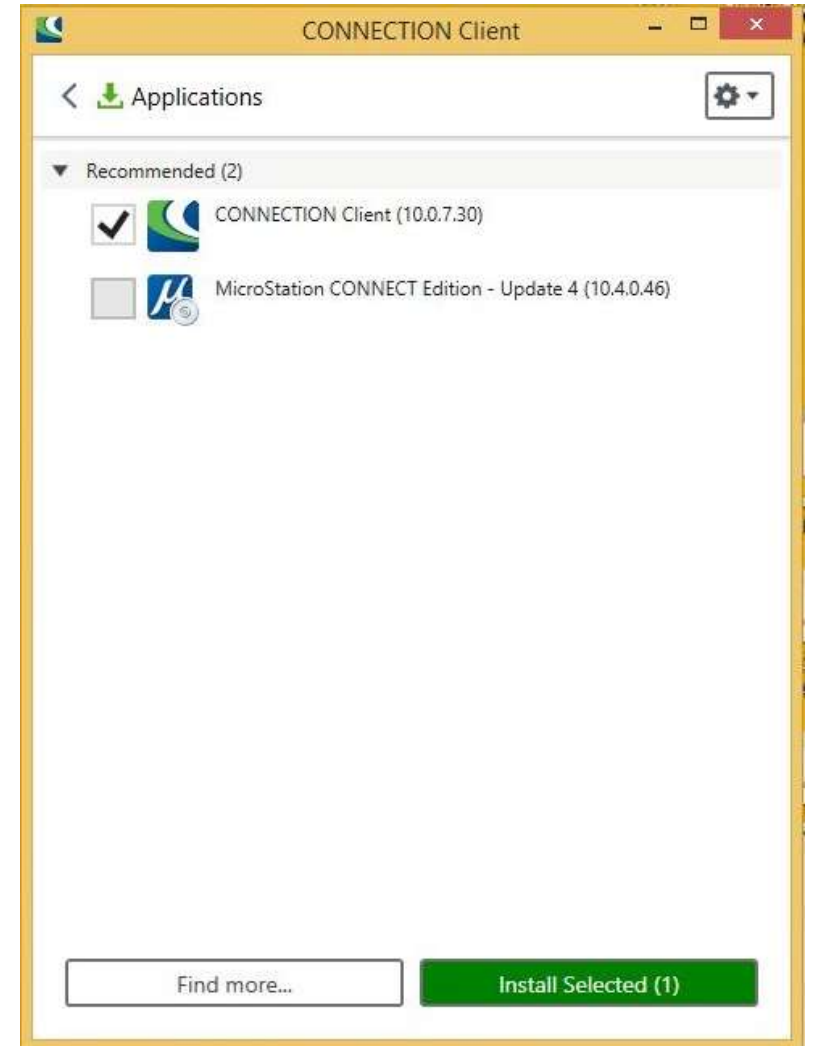 CONNECTION Client
Applications
Recommended (2)
CONNECTION Client (10.0.7.30)
MicroStation CONNECT Edition - Update 4 (10.4.0.46)
Find more...
Install Selected (1)